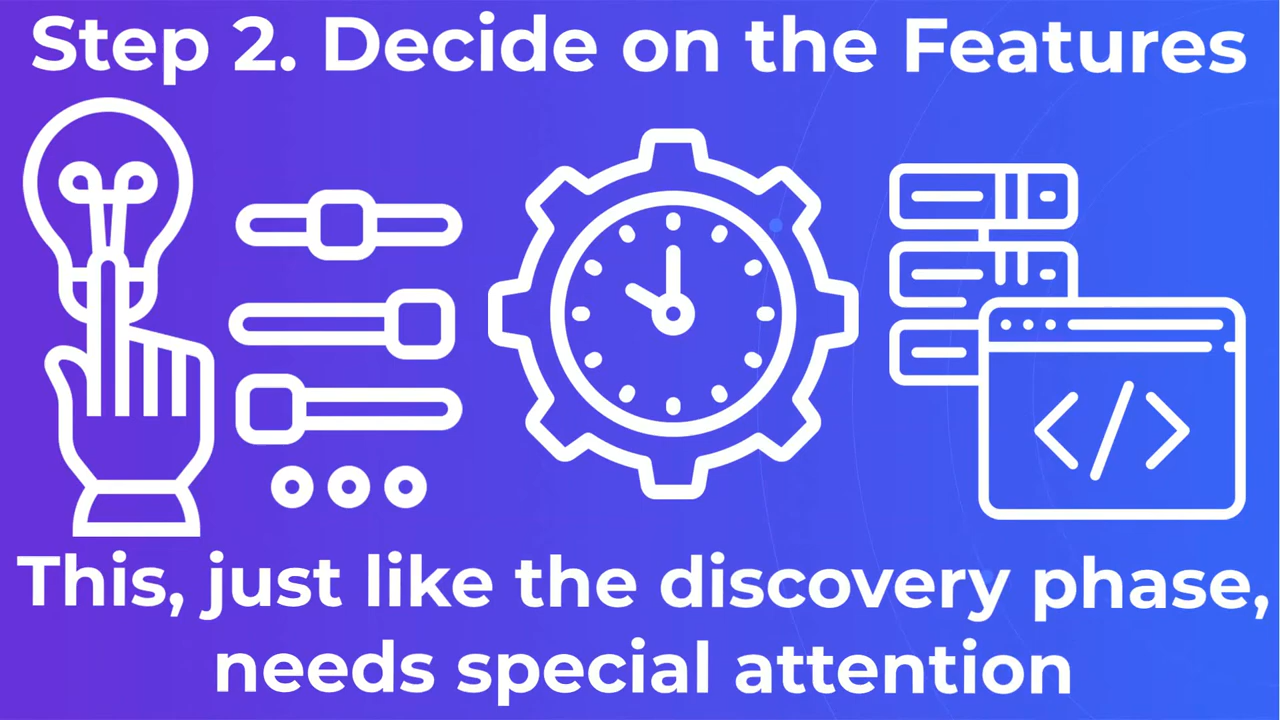 Step 2. Decide on the Features
</>
This, just like the discovery phase,
needs special attention